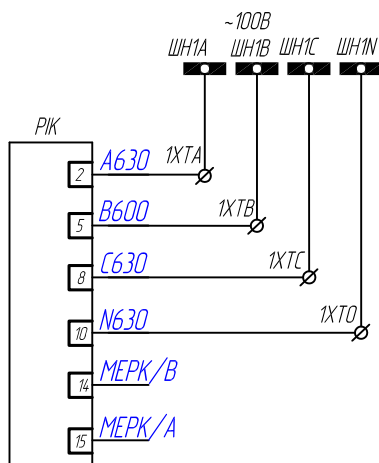 ~100В
ШН1А ШН1В ШН1С ШН1N
РІК
2 А630 1ХТА
5 В600 1ХТВ
8 С630 1ХТС
10 N630 1ХТ0
14 МЕРК/В
15 МЕРК/А